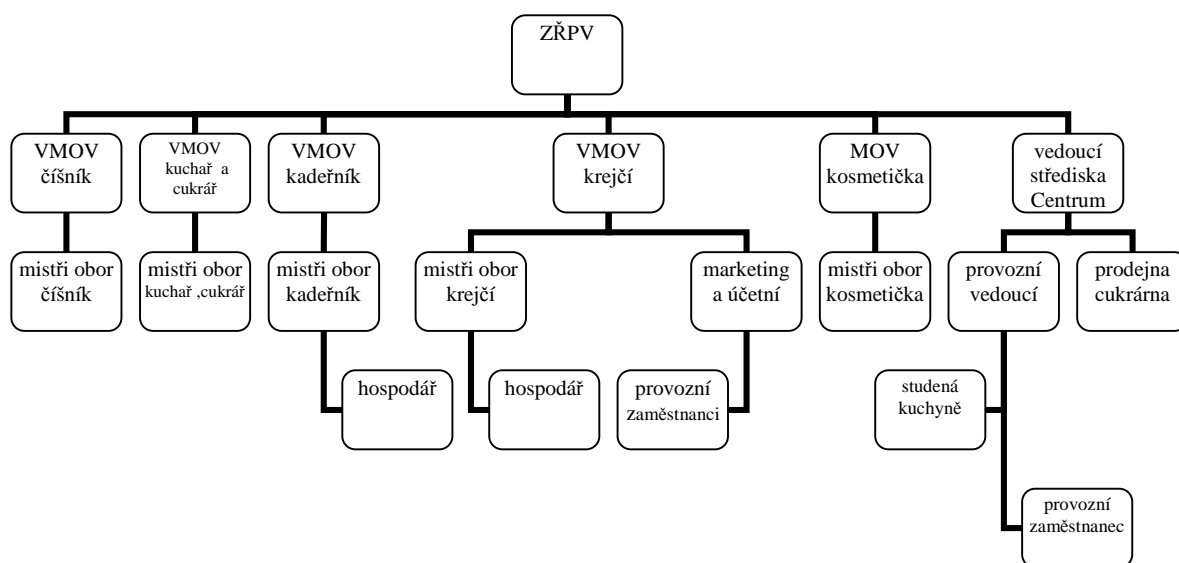 ZŘPV
VMOV
číšník
VMOV
kuchař a
cukrář
VMOV
kadeřník
VMOV
krejčí
MOV
kosmetička
vedoucí
střediska
Centrum
mistři obor
číšník
mistři obor
kuchař ,cukrář
mistři obor
kadeřník
mistři obor
krejčí
marketing
a účetní
mistři obor
kosmetička
provozní
vedoucí
prodejna
cukrárna
hospodář
hospodář
provozní
zaměstnanci
studená
kuchyně
provozní
zaměstnanec